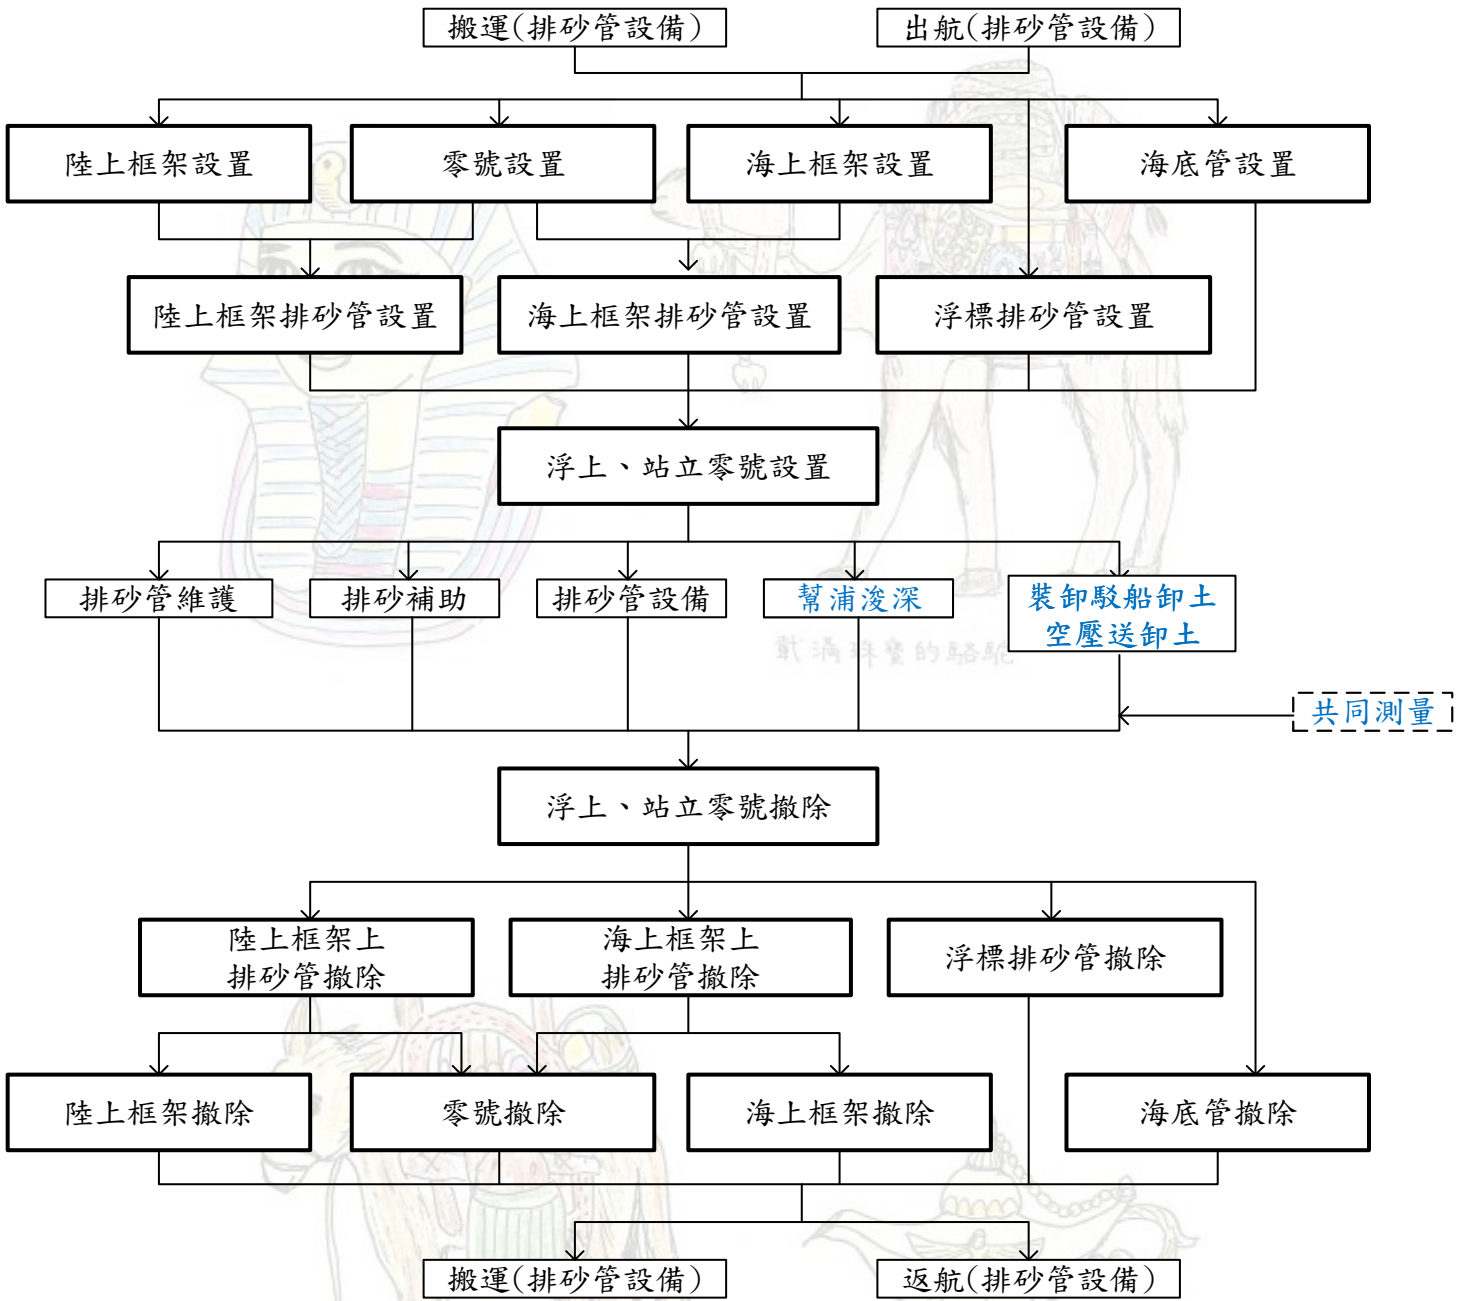 搬運(排砂管設備)
出航(排砂管設備)
陸上框架設置
零號設置
海上框架設置
海底管設置
陸上框架排砂管設置
海上框架排砂管設置
浮標排砂管設置
浮上、站立零號設置
排砂管維護
排砂補助
排砂管設備
幫浦浚深
裝卸駁船卸土
空壓送卸土
戴滿珠寶的駱駝
共同測量
浮上、站立零號撤除
陸上框架上
排砂管撤除
海上框架上
排砂管撤除
浮標排砂管撤除
陸上框架撤除
零號撤除
海上框架撤除
海底管撤除
搬運(排砂管設備)
返航(排砂管設備)